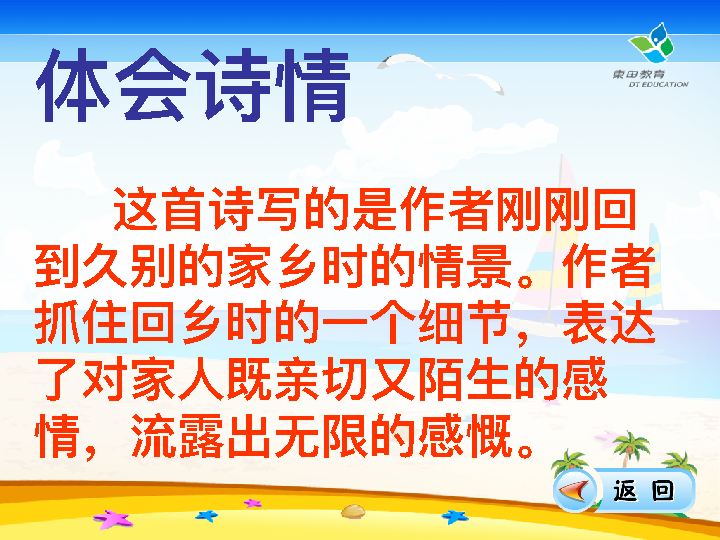 体会诗情
東田教育
DT EDUCATION
这首诗写的是作者刚刚回
到久别的家乡时的情景。作者
抓住回乡时的一个细节，表达
了对家人既亲切又陌生的感
情，流露出无限的感慨。
返 回